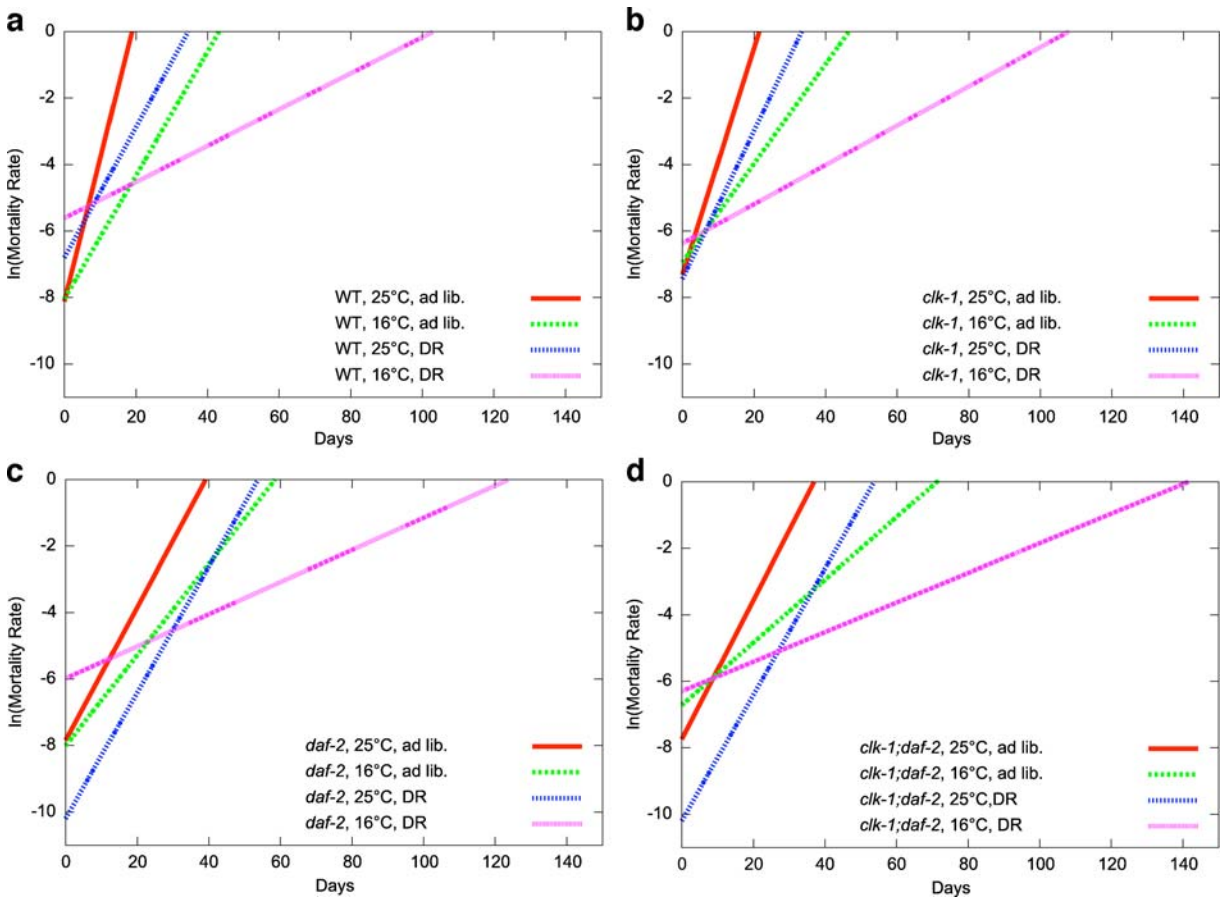 a
0
-2
-4
-6
-8
-10
ln(Mortality Rate)
WT, 25°C, ad lib.
WT, 16°C, ad lib.
WT, 25°C, DR
WT, 16°C, DR
0 20 40 60 80 100 120 140
Days
b
0
-2
-4
-6
-8
-10
ln(Mortality Rate)
clk-1, 25°C, ad lib.
clk-1, 16°C, ad lib.
clk-1, 25°C, DR
clk-1, 16°C, DR
0 20 40 60 80 100 120 140
Days
c
0
-2
-4
-6
-8
-10
ln(Mortality Rate)
daf-2, 25°C, ad lib.
daf-2, 16°C, ad lib.
daf-2, 25°C, DR
daf-2, 16°C, DR
0 20 40 60 80 100 120 140
Days
d
0
-2
-4
-6
-8
-10
ln(Mortality Rate)
clk-1;daf-2, 25°C, ad lib.
clk-1;daf-2, 16°C, ad lib.
clk-1;daf-2, 25°C,DR
clk-1;daf-2, 16°C, DR
0 20 40 60 80 100 120 140
Days